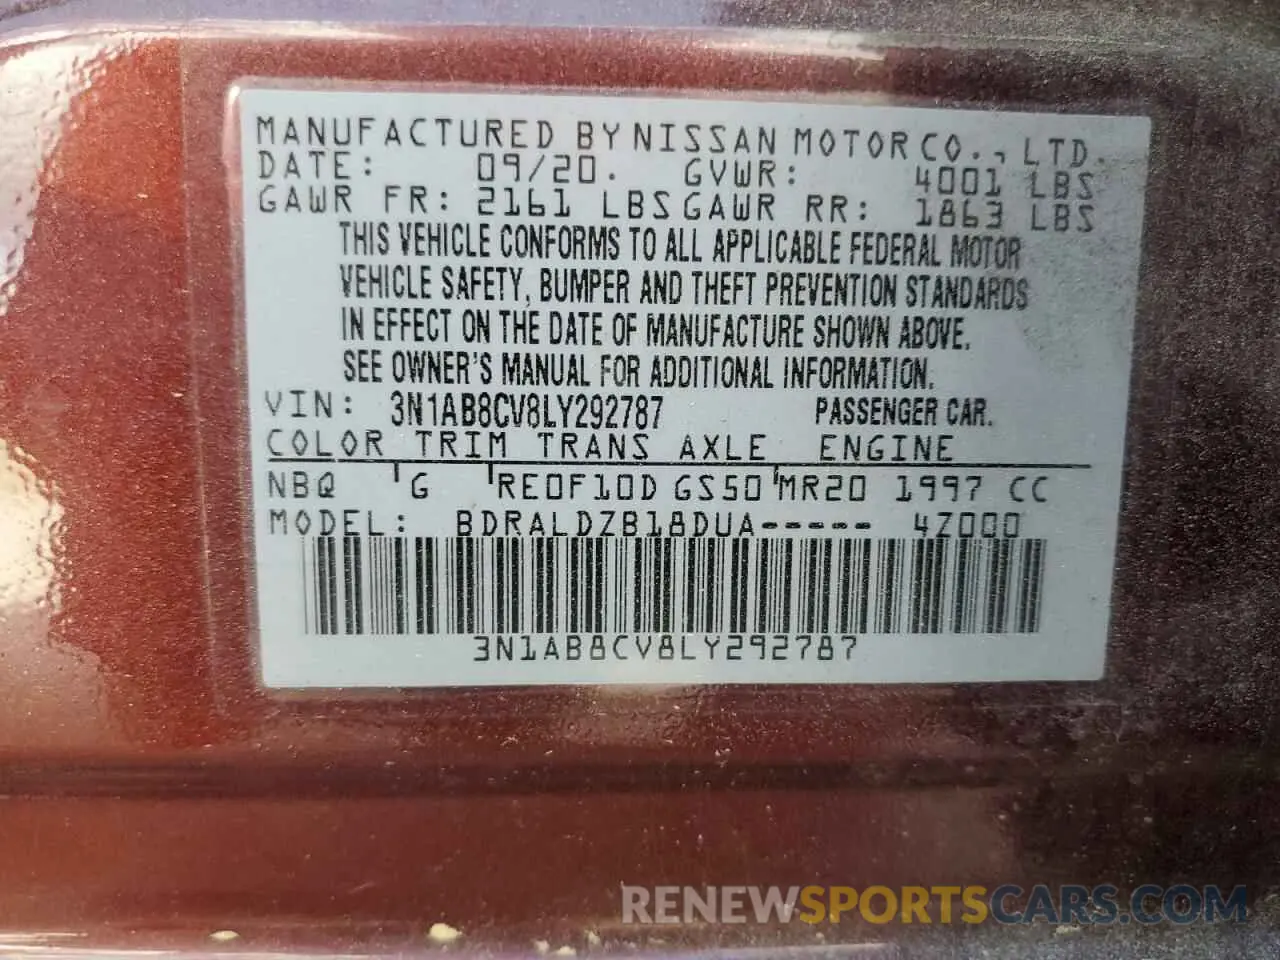 MANUFACTURED BY NISSAN MOTOR CO., LTD.
DATE: 09/20. GVWR: 4001 LBS
GAWR FR: 2161 LBS GAWR RR: 1863 LBS
THIS VEHICLE CONFORMS TO ALL APPLICABLE FEDERAL MOTOR
VEHICLE SAFETY, BUMPER AND THEFT PREVENTION STANDARDS
IN EFFECT ON THE DATE OF MANUFACTURE SHOWN ABOVE.
SEE OWNER'S MANUAL FOR ADDITIONAL INFORMATION.
VIN: 3N1AB8CV8LY292787 PASSENGER CAR.
COLOR TRIM TRANS AXLE ENGINE
NBQ G RE0F10D GS50 MR20 1997 CC
MODEL: BDRALDZB18DUA----- 4Z000
3N1AB8CV8LY292787
RENEWSPORTSCARS.COM